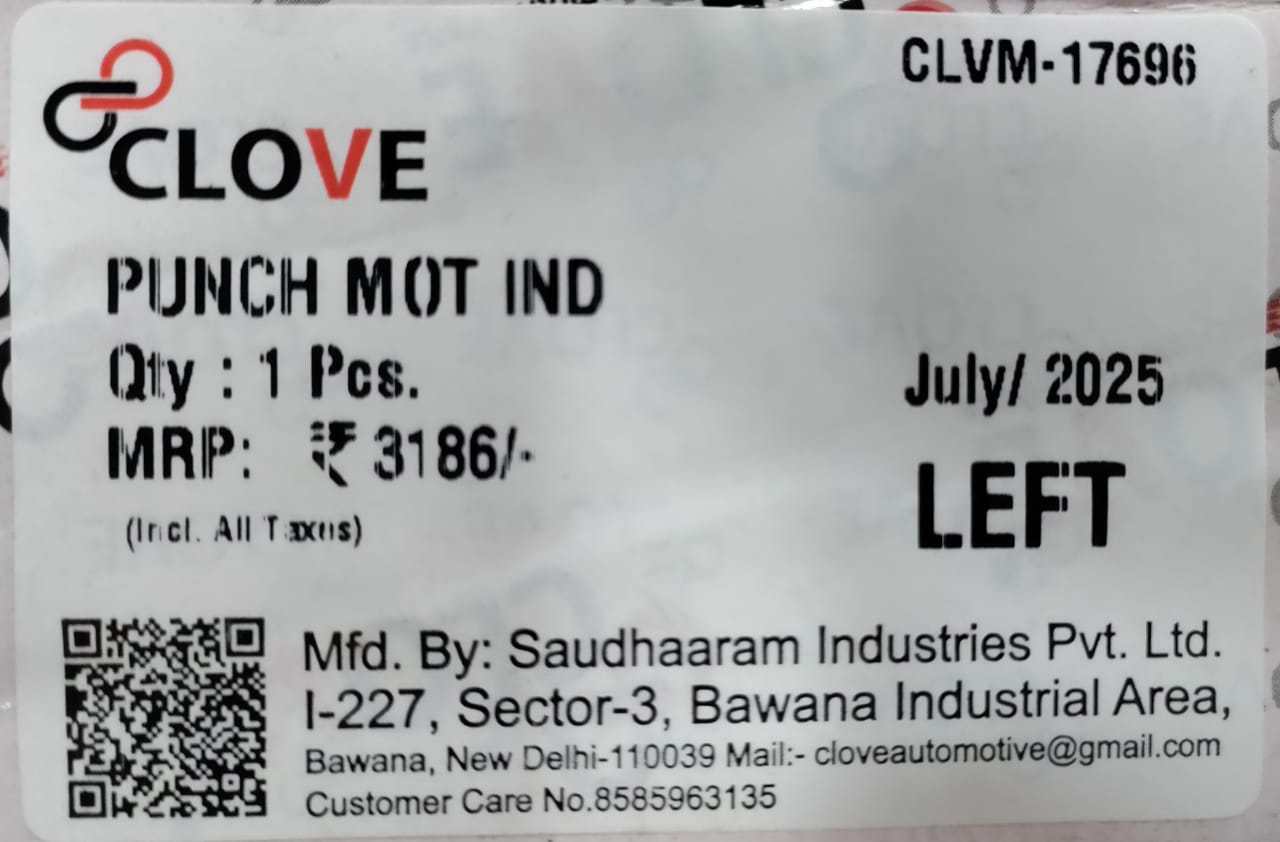 CLVM-17696
CLOVE
PUNCH MOT IND
Qty : 1 Pcs.
July/ 2025
MRP: ₹ 3186/-
LEFT
(Incl. All Taxes)
Mfd. By: Saudhaaram Industries Pvt. Ltd.
I-227, Sector-3, Bawana Industrial Area,
Bawana, New Delhi-110039 Mail:- cloveautomotive@gmail.com
Customer Care No.8585963135